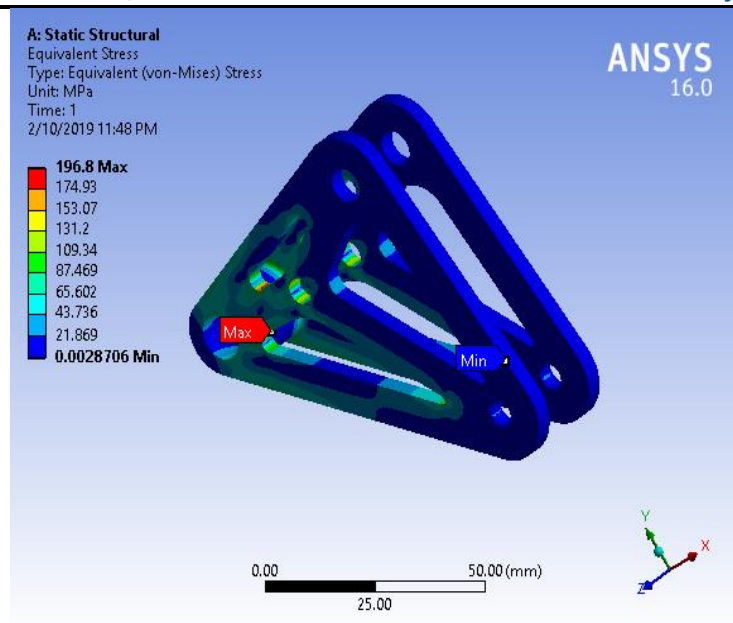 A: Static Structural
Equivalent Stress
Type: Equivalent (von-Mises) Stress
Unit: MPa
Time: 1
2/10/2019 11:48 PM
ANSYS
16.0
196.8 Max
174.93
153.07
131.2
109.34
87.469
65.602
43.736
21.869
0.0028706 Min
Max
Min
Y
X
Z
0.00
50.00 (mm)
25.00